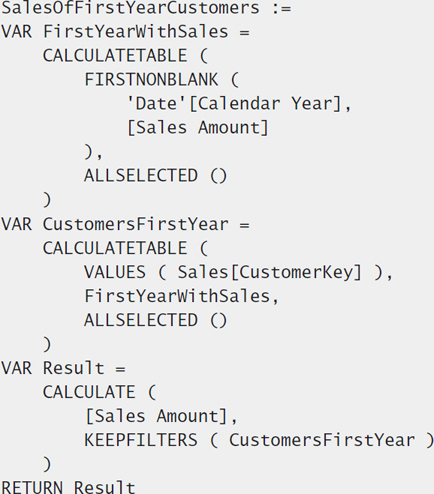 SalesOfFirstYearCustomers :=
VAR FirstYearWithSales =
    CALCULATETABLE (
        FIRSTNONBLANK (
            'Date'[Calendar Year],
            [Sales Amount]
        ),
        ALLSELECTED ()
    )
VAR CustomersFirstYear =
    CALCULATETABLE (
        VALUES ( Sales[CustomerKey] ),
        FirstYearWithSales,
        ALLSELECTED ()
    )
VAR Result =
    CALCULATE (
        [Sales Amount],
        KEEPFILTERS ( CustomersFirstYear )
    )
RETURN Result